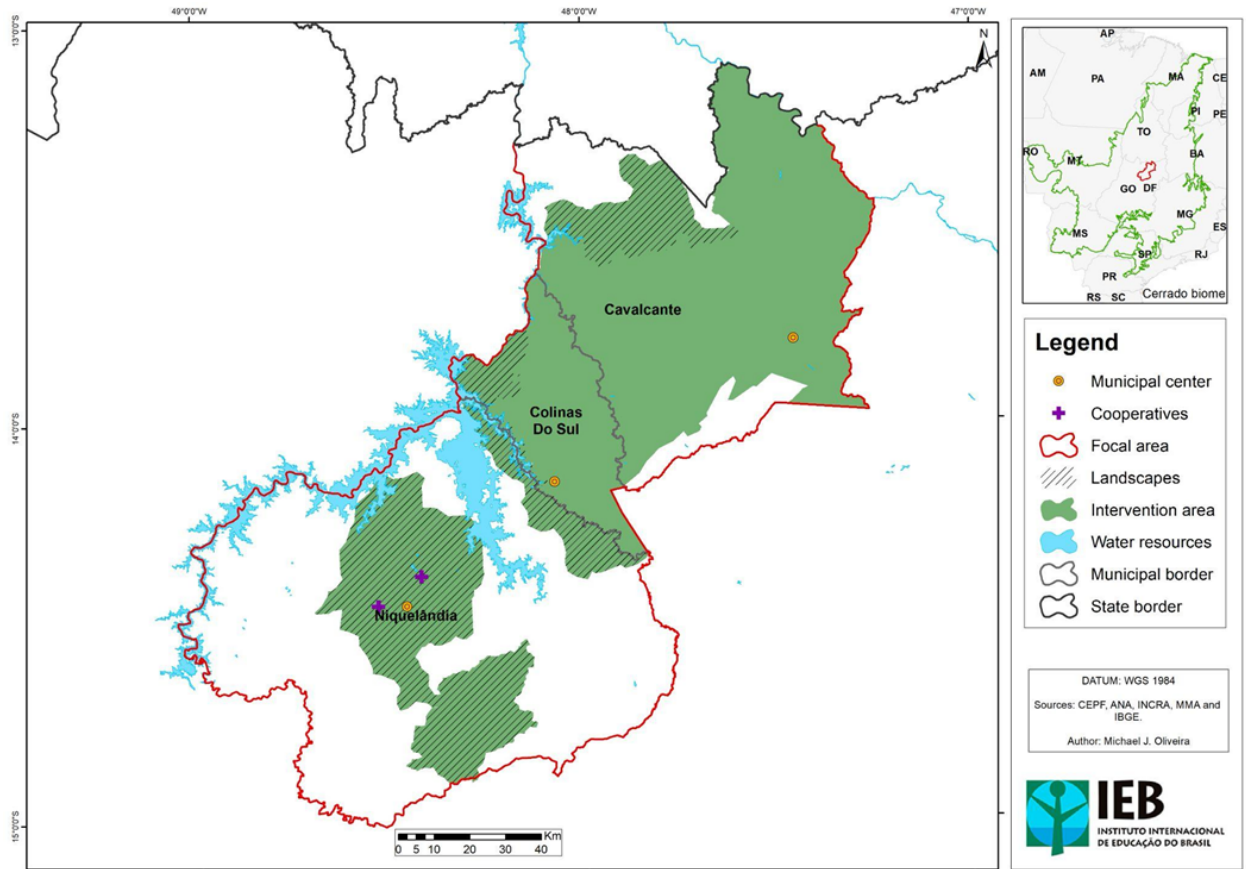 49°0'0"W
48°0'0"W
47°0'0"W
13°0'0"S
14°0'0"S
15°0'0"S
N
Cavalcante
Colinas
Do Sul
Niquelândia
Km
0 5 10 20 30 40
AP
AM
PA
MA
CE
PI
PE
TO
RO
MT
BA
GO
DF
MG
MS
ES
SP
RJ
PR
RS
SC
Cerrado biome
Legend
Municipal center
Cooperatives
Focal area
Landscapes
Intervention area
Water resources
Municipal border
State border
DATUM: WGS 1984
Sources: CEPF, ANA, INCRA, MMA and
IBGE.
Author: Michael J. Oliveira
IEB
INSTITUTO INTERNACIONAL
DE EDUCAÇÃO DO BRASIL